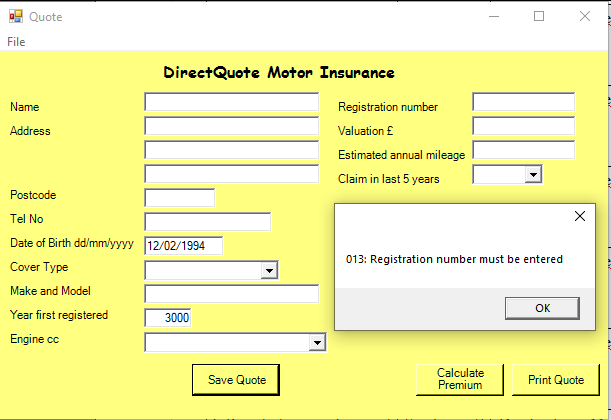 Quote
File
DirectQuote Motor Insurance
Name
Registration number
Address
Valuation £
Estimated annual mileage
Claim in last 5 years
Postcode
Tel No
Date of Birth dd/mm/yyyy 12/02/1994
Cover Type
Make and Model
Year first registered 3000
Engine cc
013: Registration number must be entered
OK
Save Quote
Calculate
Premium
Print Quote